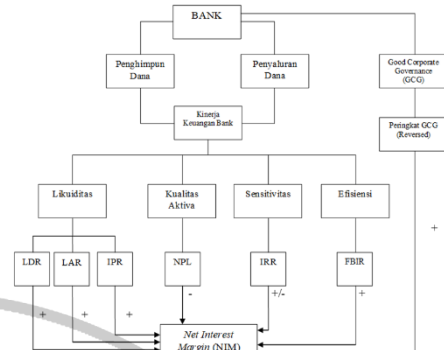 BANK
Penghimpun
Dana
Penyaluran
Dana
Good Corporate
Governance
(GCG)
Kinerja
Keuangan Bank
Peringkat GCG
(Reversed)
Likuiditas
Kualitas
Aktiva
Sensitivitas
Efisiensi
+
LDR
LAR
IPR
NPL
IRR
FBIR
-
+/-
+
+
+
+
Net Interest
Margin (NIM)